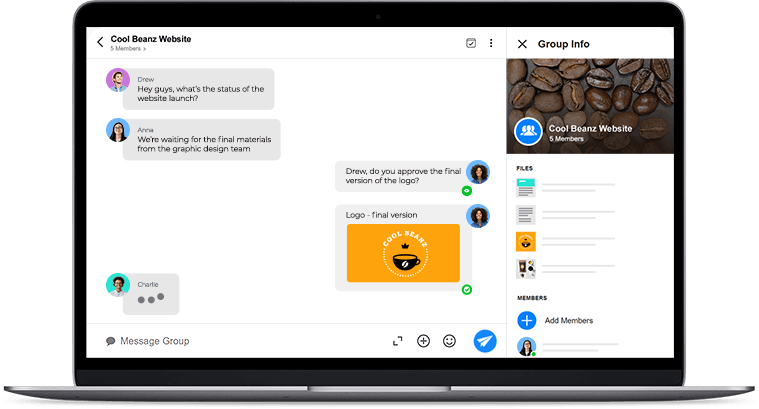 Cool Beanz Website
5 Members >
Drew
Hey guys, what's the status of the
website launch?
Anna
We're waiting for the final materials
from the graphic design team
Drew, do you approve the final
version of the logo?
Logo - final version
COOL BEANZ
Charlie
Message Group
Group Info
Cool Beanz Website
5 Members
FILES
MEMBERS
Add Members